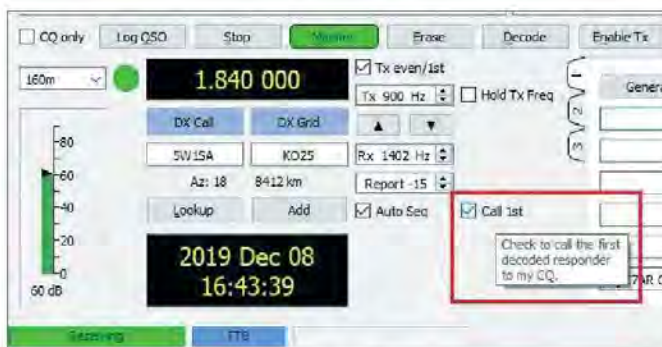 CQ only Log QSO Stop Monitor Erase Decode Enable Tx
160m 1.840 000 Tx even/1st
Tx 900 Hz Hold Tx Freq
1
2
3
DX Call DX Grid
KO25 Rx 1402 Hz
Az: 18 8412 km Report -15
Lookup Add Auto Seq Call 1st
Check to call the first
decoded responder
to my CQ.
2019 Dec 08
16:43:39
-80
-60
-40
-20
-0
60 dB
Receiving FT8